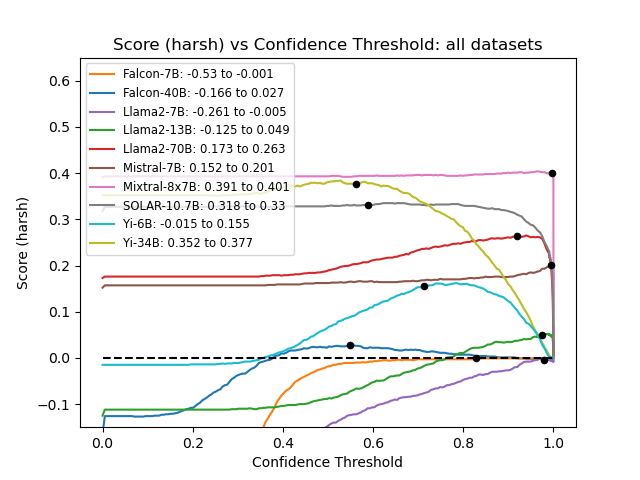 Score (harsh) vs Confidence Threshold: all datasets
Score (harsh)
0.6
0.5
0.4
0.3
0.2
0.1
0.0
−0.1
Falcon-7B: -0.53 to -0.001
Falcon-40B: -0.166 to 0.027
Llama2-7B: -0.261 to -0.005
Llama2-13B: -0.125 to 0.049
Llama2-70B: 0.173 to 0.263
Mistral-7B: 0.152 to 0.201
Mixtral-8x7B: 0.391 to 0.401
SOLAR-10.7B: 0.318 to 0.33
Yi-6B: -0.015 to 0.155
Yi-34B: 0.352 to 0.377
0.0 0.2 0.4 0.6 0.8 1.0
Confidence Threshold